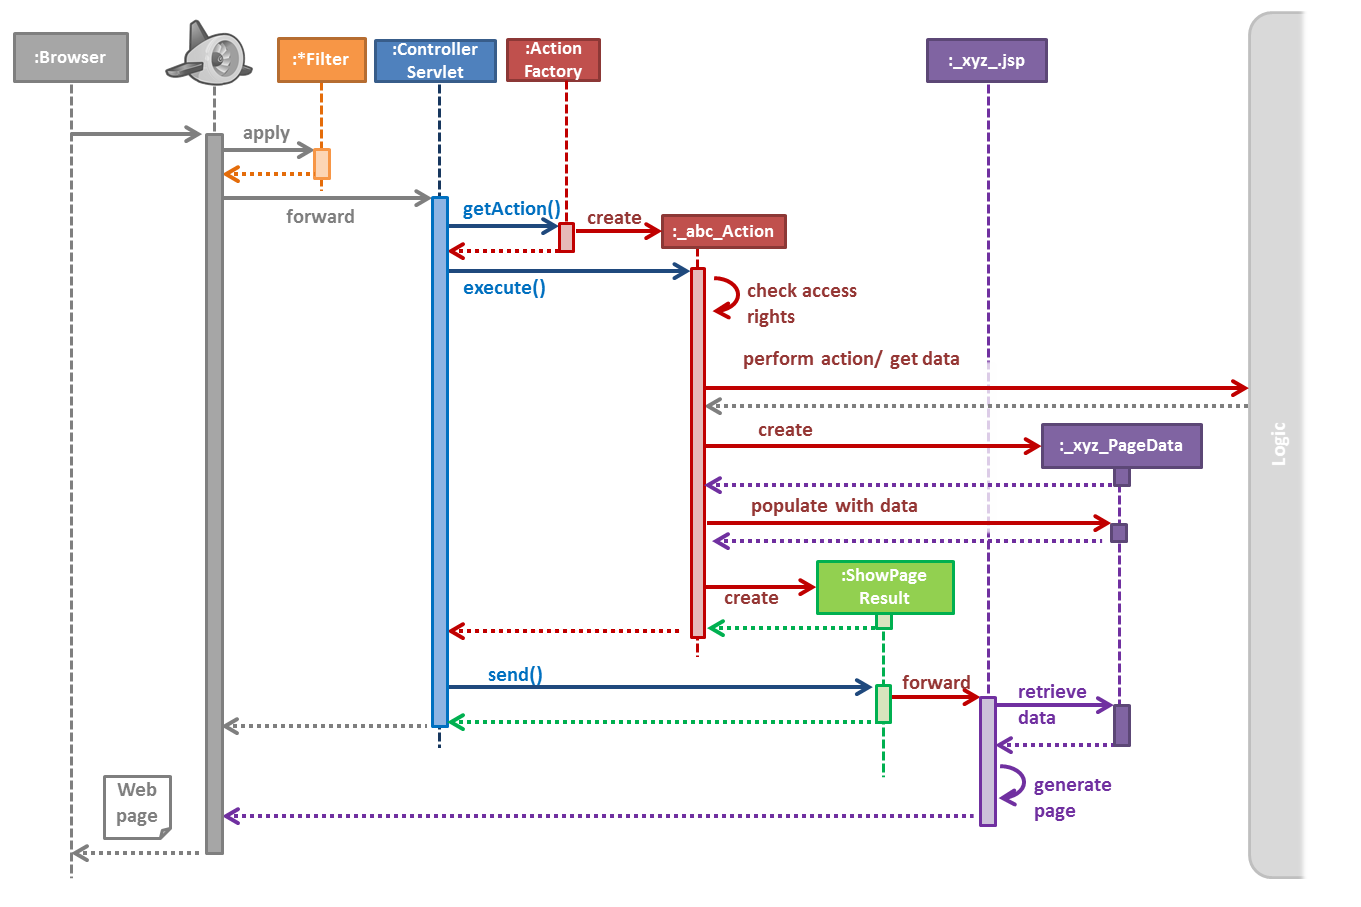 :Browser
:*Filter
:Controller
Servlet
:Action
Factory
:_xyz_.jsp
apply
forward
getAction()
create
:_abc_Action
execute()
check access
rights
perform action/ get data
Logic
create
:_xyz_PageData
populate with data
:ShowPage
Result
create
send()
forward
retrieve
data
generate
page
Web
page